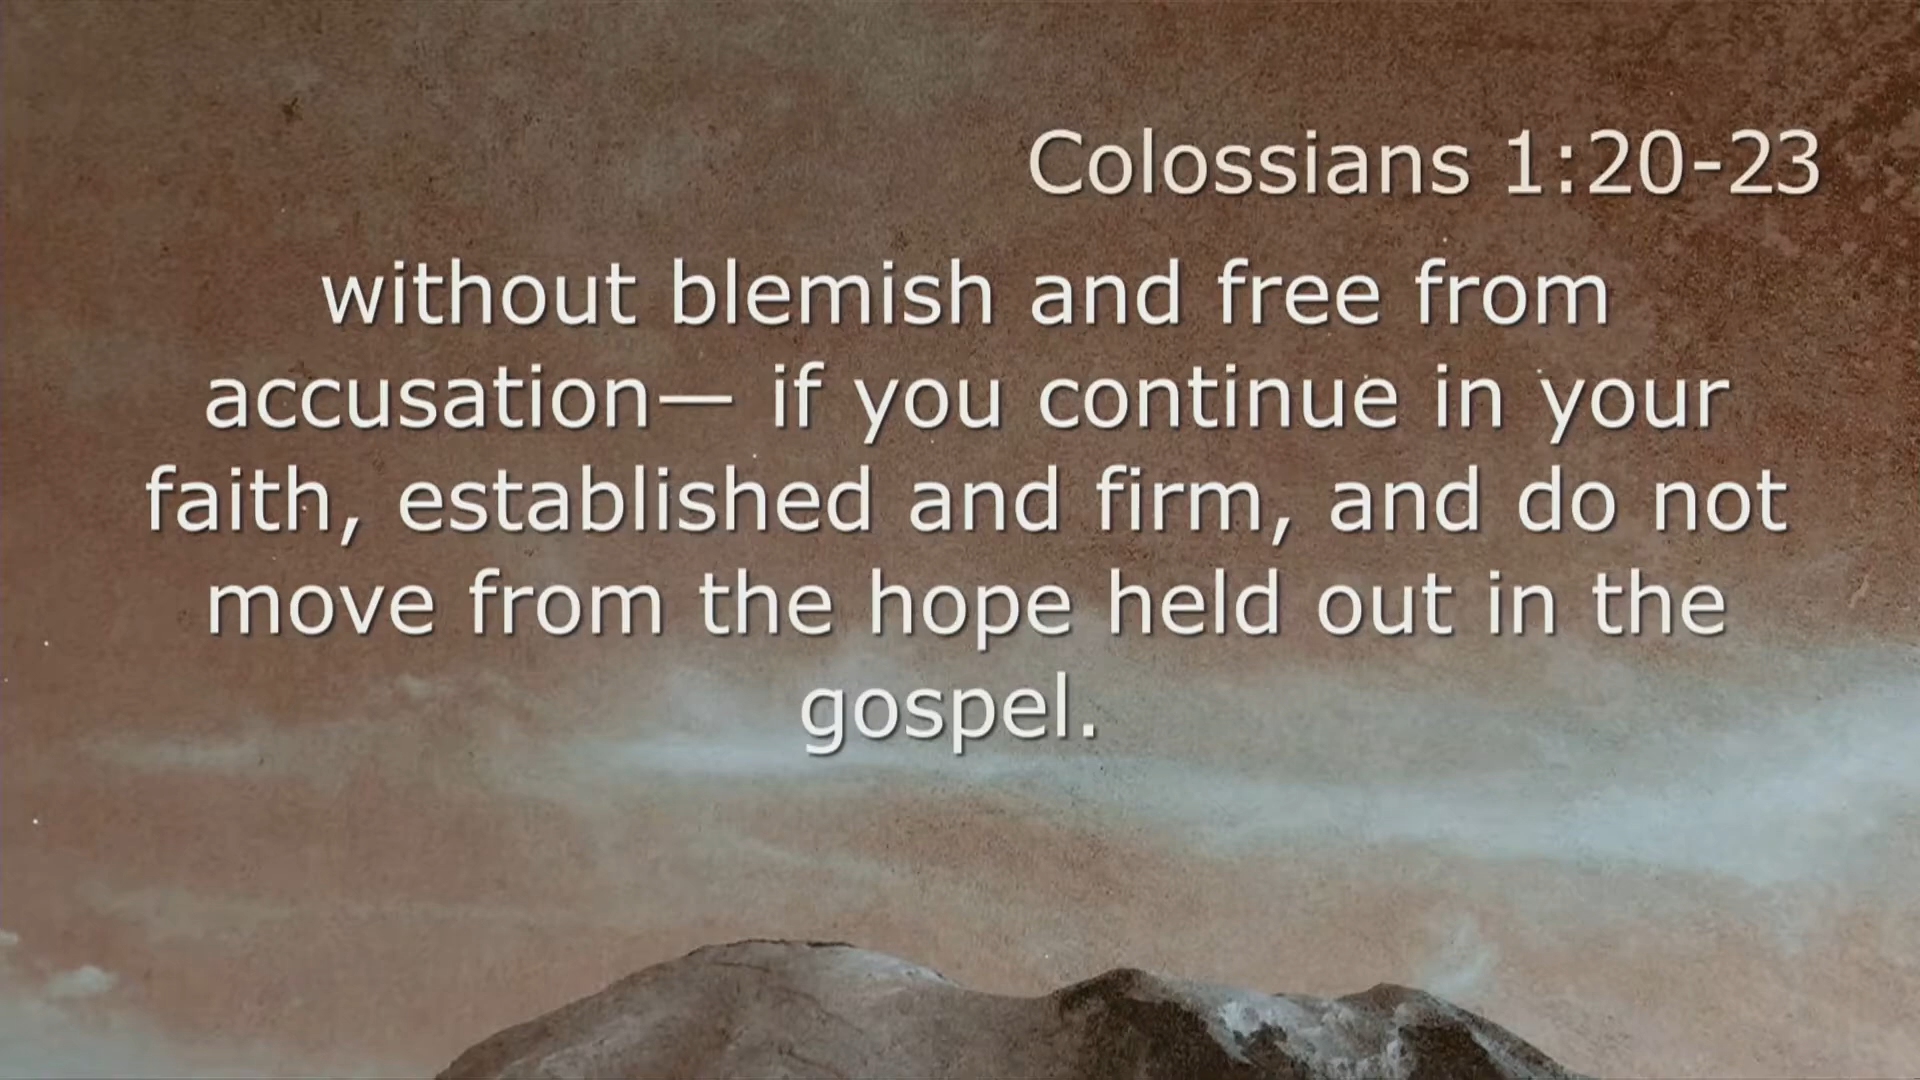 Colossians 1:20-23
without blemish and free from
accusation— if you continue in your
faith, established and firm, and do not
move from the hope held out in the
gospel.